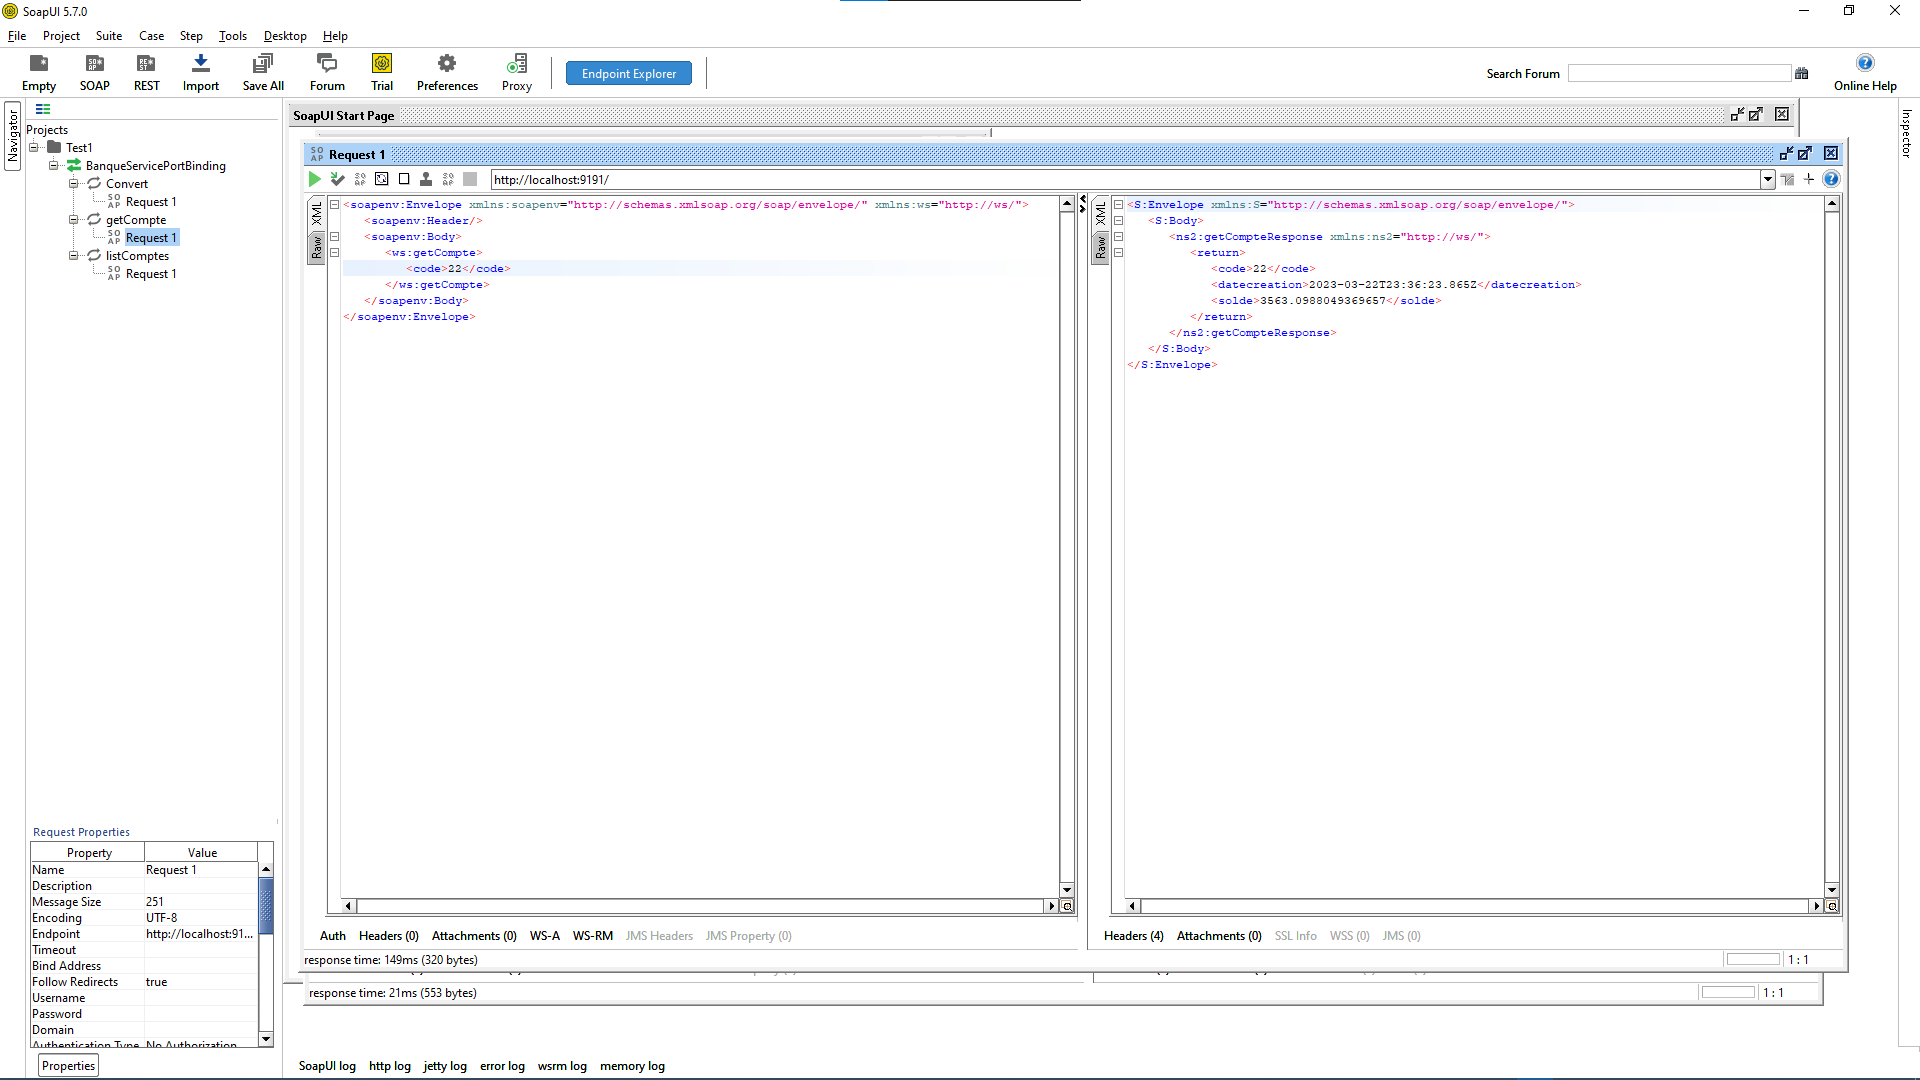 SoapUI 5.7.0
File Project Suite Case Step Tools Desktop Help
Empty SOAP REST Import Save All Forum Trial Preferences Proxy Endpoint Explorer Search Forum Online Help
Navigator
Inspector
Projects
Test1
BanqueServicePortBinding
Convert
SOAP Request 1
getCompte
SOAP Request 1
listComptes
SOAP Request 1
SoapUI Start Page
SOAP Request 1
http://localhost:9191/
XML
Raw
<soapenv:Envelope xmlns:soapenv="http://schemas.xmlsoap.org/soap/envelope/" xmlns:ws="http://ws/">
<soapenv:Header/>
<soapenv:Body>
<ws:getCompte>
<code>22</code>
</ws:getCompte>
</soapenv:Body>
</soapenv:Envelope>
XML
Raw
<S:Envelope xmlns:S="http://schemas.xmlsoap.org/soap/envelope/">
<S:Body>
<ns2:getCompteResponse xmlns:ns2="http://ws/">
<return>
<code>22</code>
<datecreation>2023-03-22T23:36:23.865Z</datecreation>
<solde>3563.0988049369657</solde>
</return>
</ns2:getCompteResponse>
</S:Body>
</S:Envelope>
Auth Headers (0) Attachments (0) WS-A WS-RM JMS Headers JMS Property (0)
Headers (4) Attachments (0) SSL Info WSS (0) JMS (0)
response time: 149ms (320 bytes)
1 : 1
response time: 21ms (553 bytes)
1 : 1
Request Properties
Property Value
Name Request 1
Description
Message Size 251
Encoding UTF-8
Endpoint http://localhost:91...
Timeout
Bind Address
Follow Redirects true
Username
Password
Domain
Authentication Type No Authorization
Properties
SoapUI log http log jetty log error log wsrm log memory log